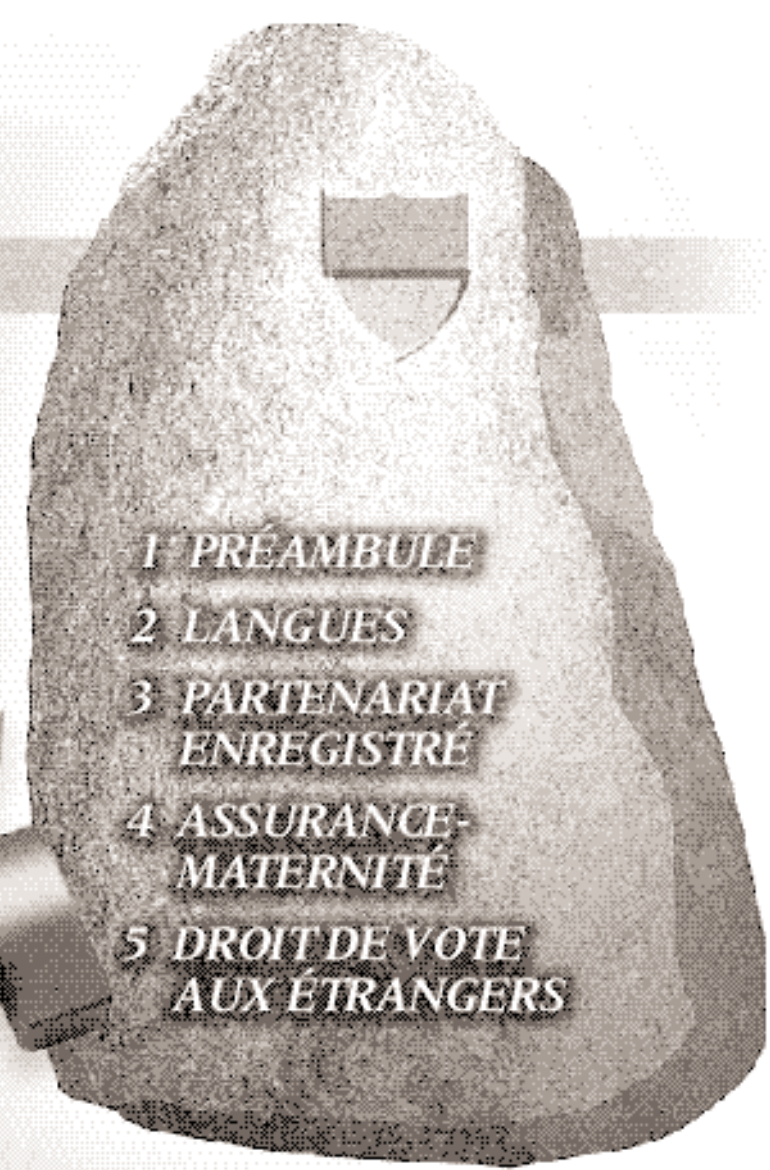 1 PRÉAMBULE
2 LANGUES
3 PARTENARIAT
ENREGISTRÉ
4 ASSURANCE-
MATERNITÉ
5 DROIT DE VOTE
AUX ÉTRANGERS